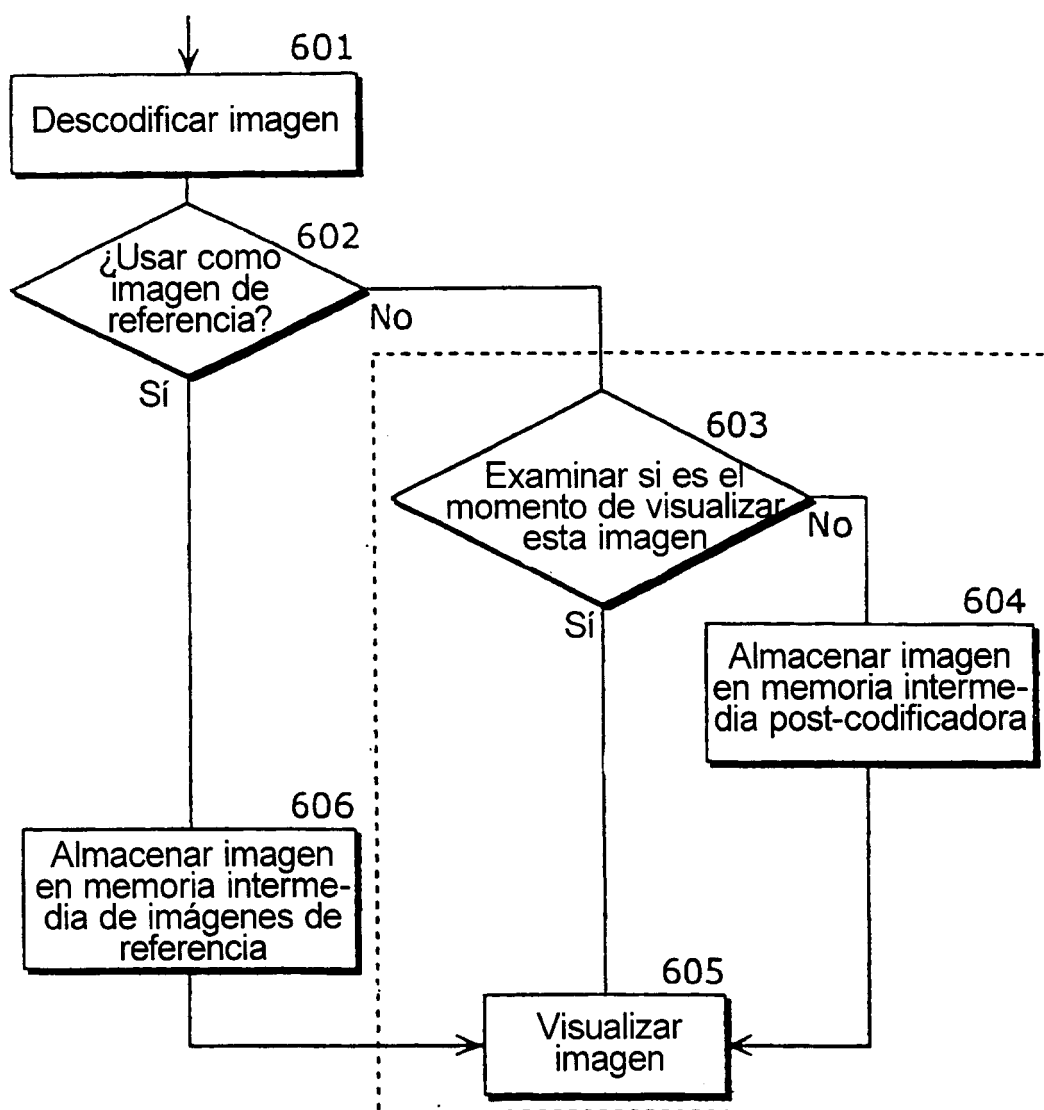 601
Descodificar imagen
602
¿Usar como
imagen de
referencia?
No
Sí
603
Examinar si es el
momento de visualizar
esta imagen
No
Sí
604
Almacenar imagen
en memoria interme-
dia post-codificadora
606
Almacenar imagen
en memoria interme-
dia de imágenes de
referencia
605
Visualizar
imagen